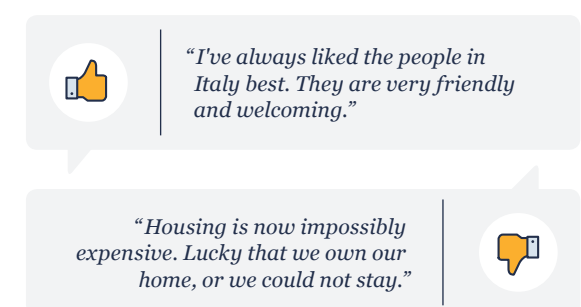 “I've always liked the people in
Italy best. They are very friendly
and welcoming.”
“Housing is now impossibly
expensive. Lucky that we own our
home, or we could not stay.”